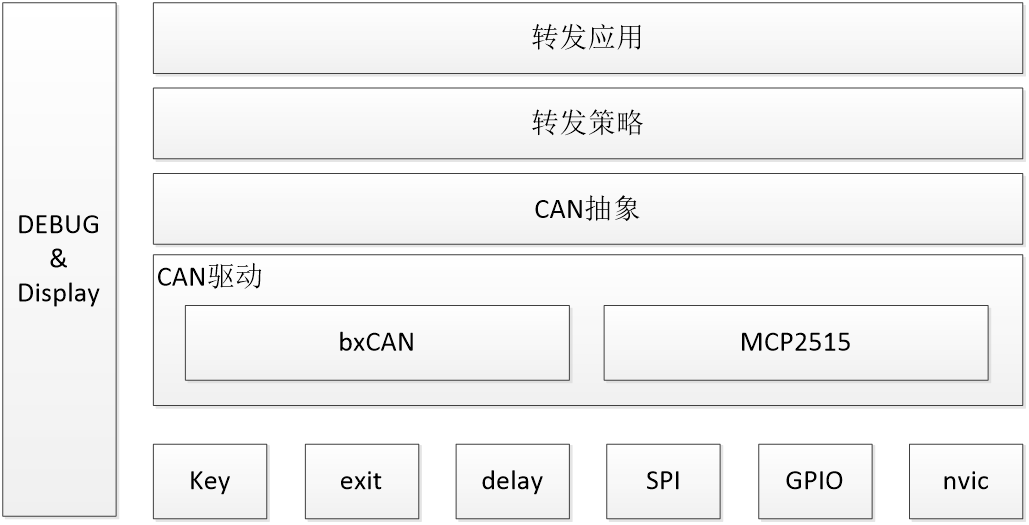 DEBUG
&
Display
转发应用
转发策略
CAN抽象
CAN驱动
bxCAN
MCP2515
Key
exit
delay
SPI
GPIO
nvic